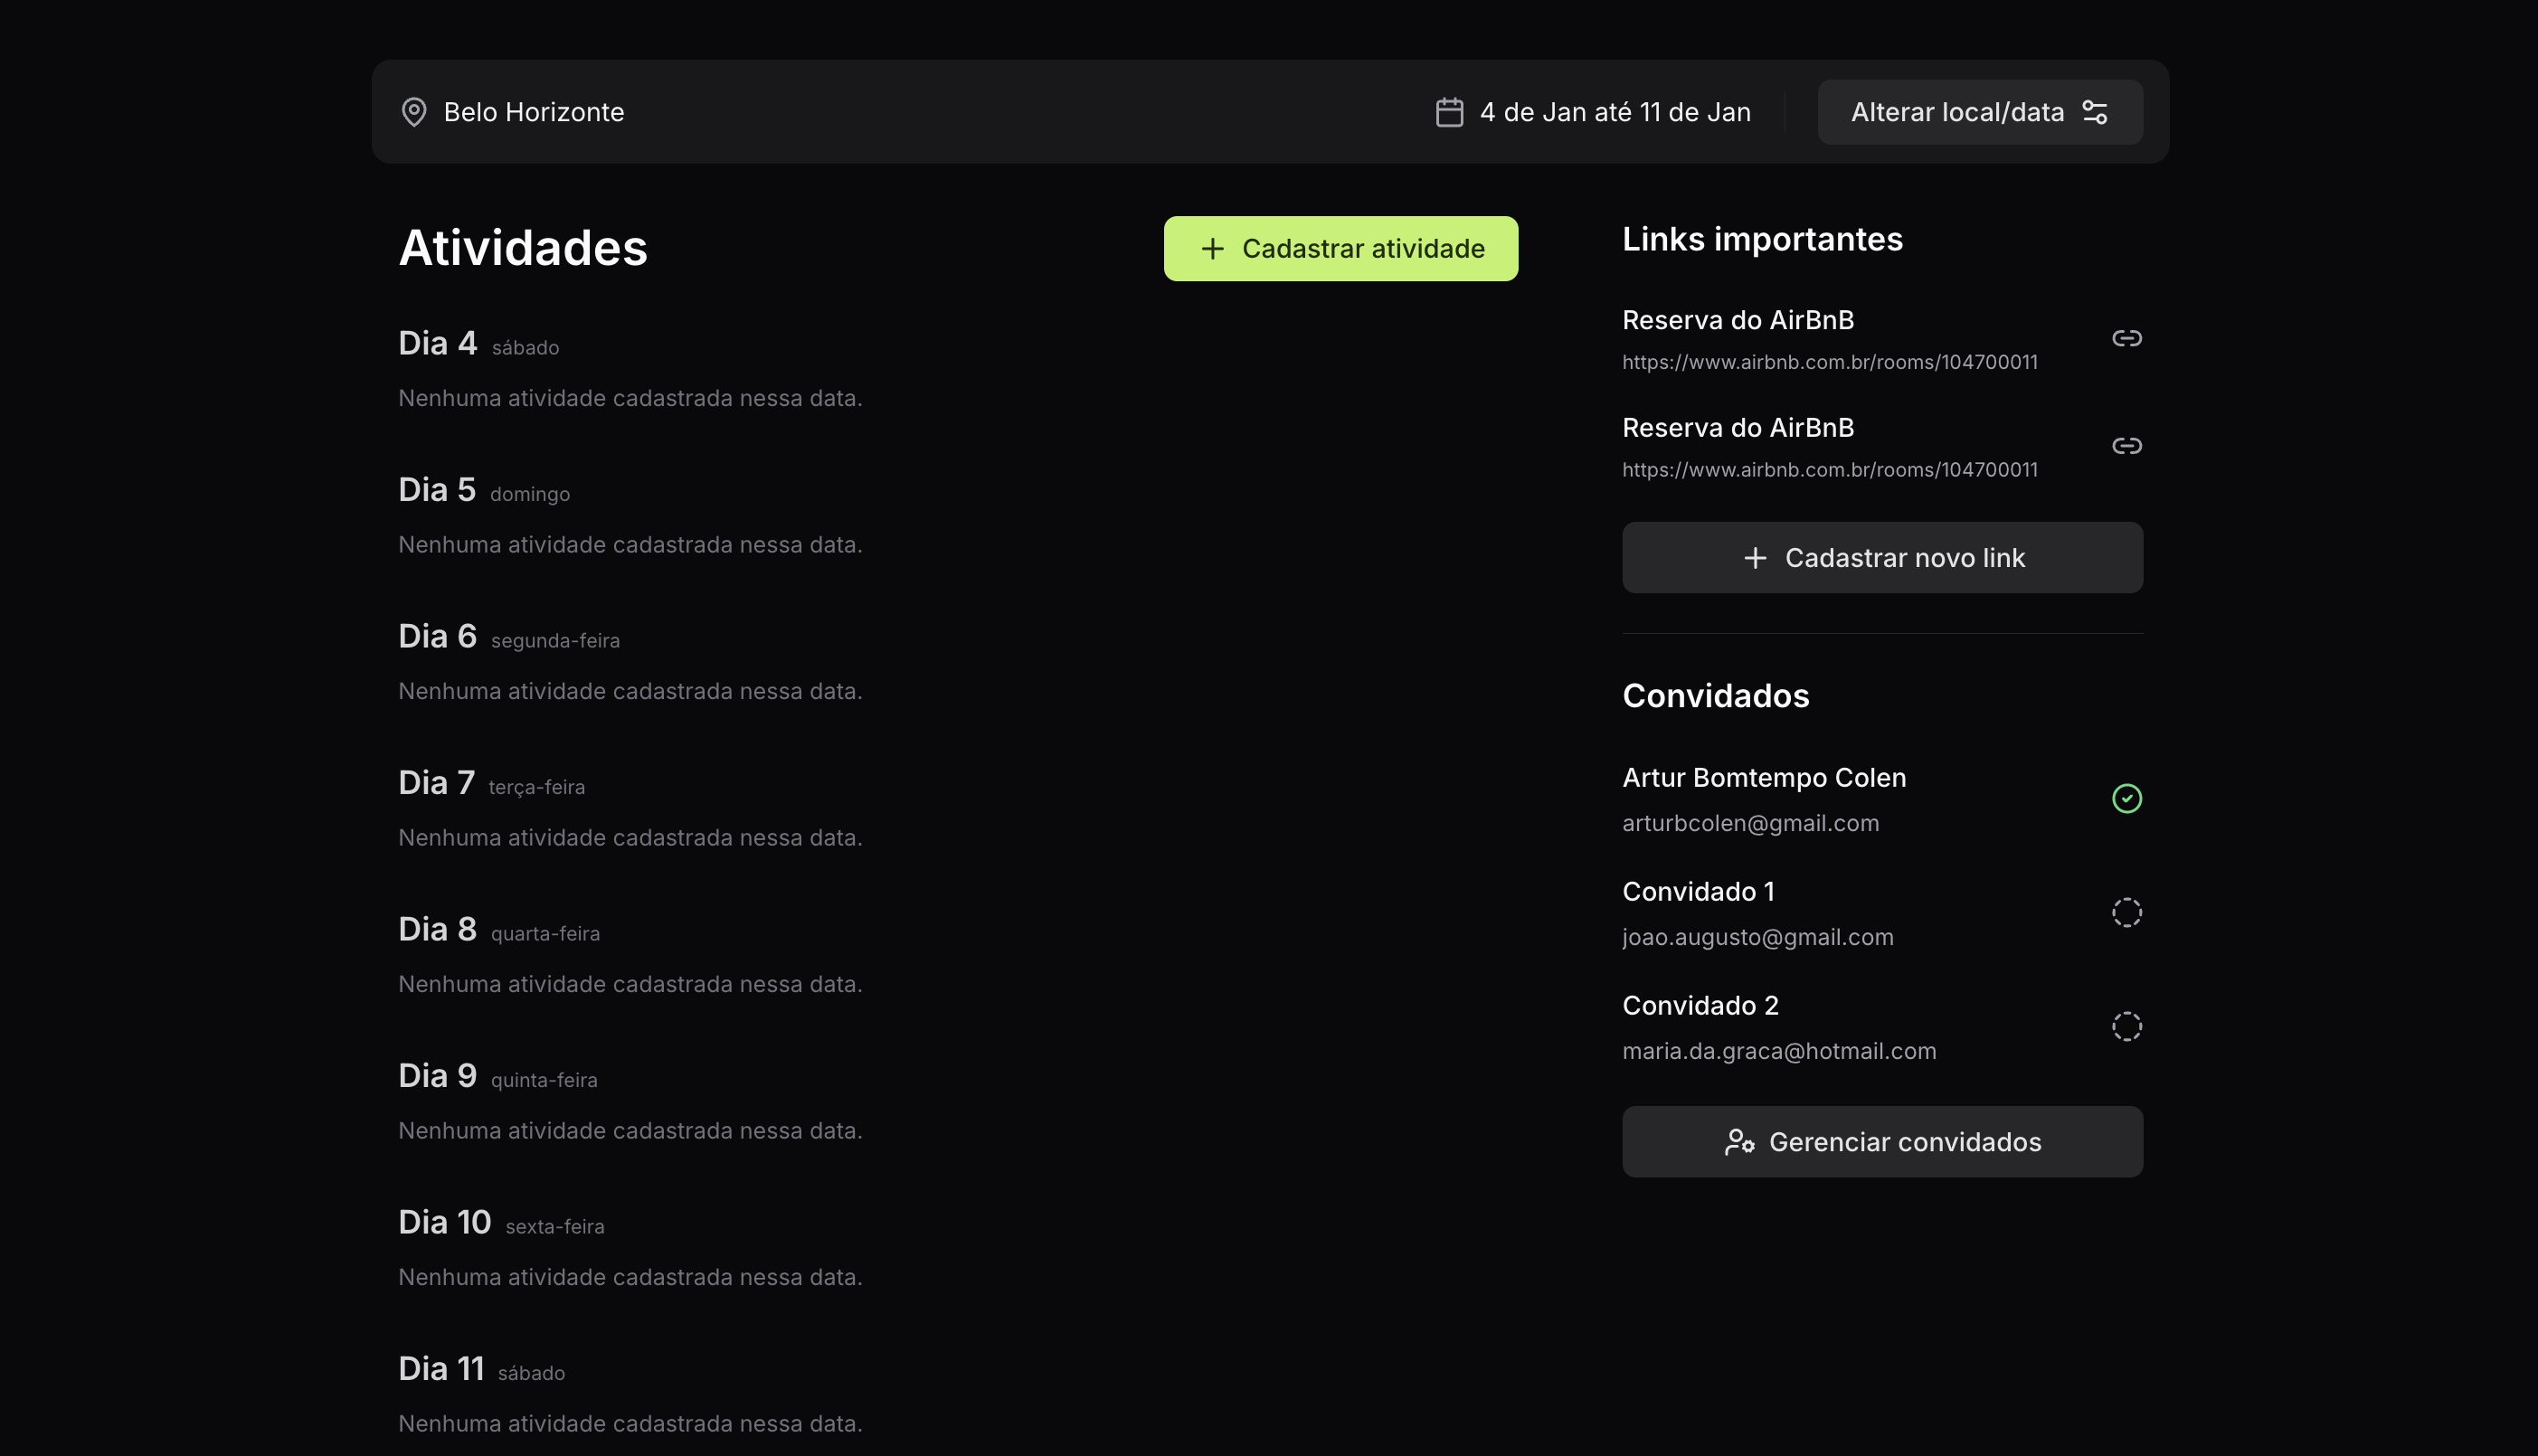 Belo Horizonte
4 de Jan até 11 de Jan
Alterar local/data
Atividades
Cadastrar atividade
Dia 4 sábado
Nenhuma atividade cadastrada nessa data.
Dia 5 domingo
Nenhuma atividade cadastrada nessa data.
Dia 6 segunda-feira
Nenhuma atividade cadastrada nessa data.
Dia 7 terça-feira
Nenhuma atividade cadastrada nessa data.
Dia 8 quarta-feira
Nenhuma atividade cadastrada nessa data.
Dia 9 quinta-feira
Nenhuma atividade cadastrada nessa data.
Dia 10 sexta-feira
Nenhuma atividade cadastrada nessa data.
Dia 11 sábado
Nenhuma atividade cadastrada nessa data.
Links importantes
Reserva do AirBnB
https://www.airbnb.com.br/rooms/104700011
Reserva do AirBnB
https://www.airbnb.com.br/rooms/104700011
Cadastrar novo link
Convidados
Artur Bomtempo Colen
arturbcolen@gmail.com
Convidado 1
joao.augusto@gmail.com
Convidado 2
maria.da.graca@hotmail.com
Gerenciar convidados